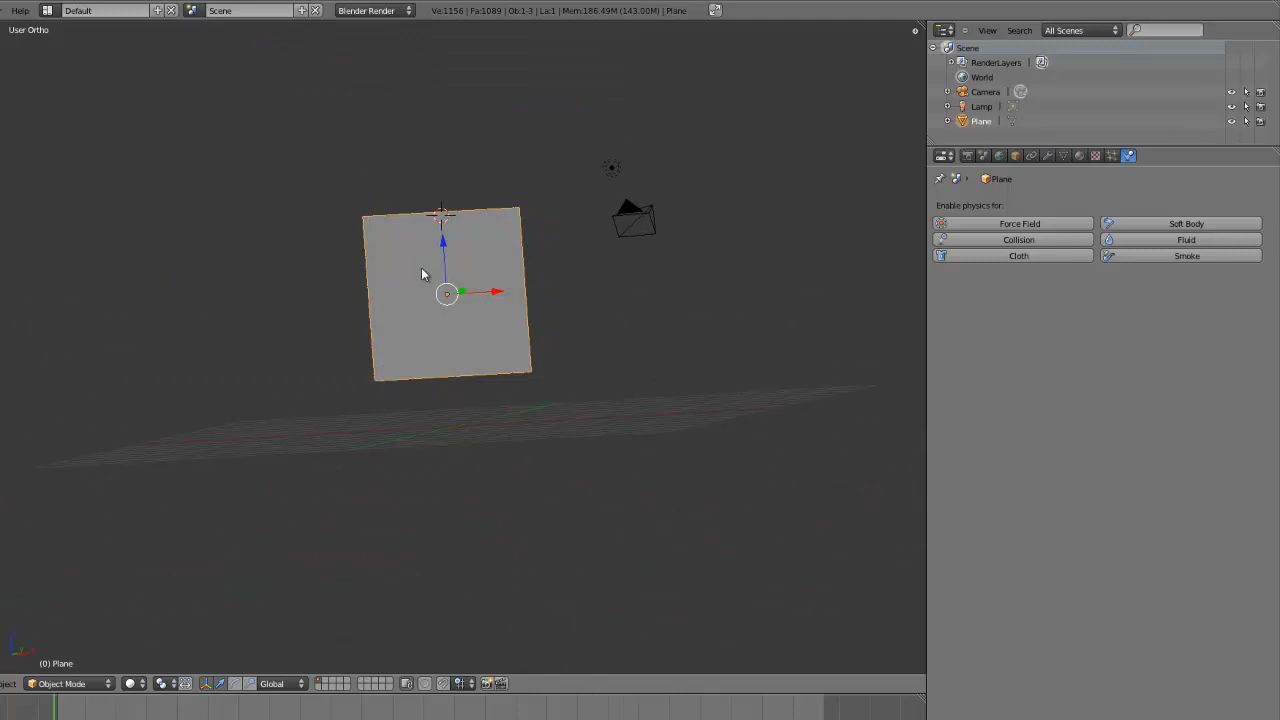 Help Default Scene Blender Render Ve:1156 | Fa:1089 | Ob:1-3 | La:1 | Mem:186.49M (143.00M) | Plane
User Ortho
View Search All Scenes
Scene
RenderLayers
World
Camera
Lamp
Plane
Plane
Enable physics for:
Force Field Soft Body
Collision Fluid
Cloth Smoke
(0) Plane
ject Object Mode Global